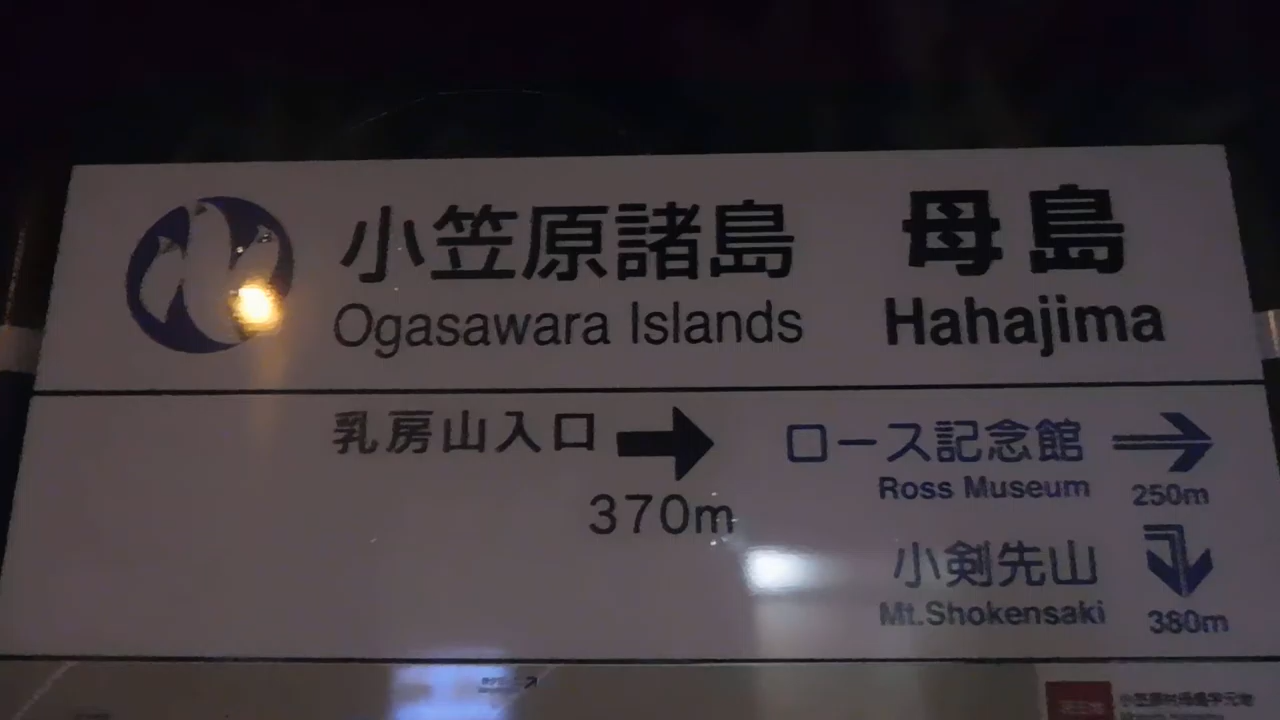 小笠原諸島 母島
Ogasawara Islands Hahajima
乳房山入口
370m
ロース記念館
Ross Museum 250m
小剣先山
Mt.Shokensaki 380m